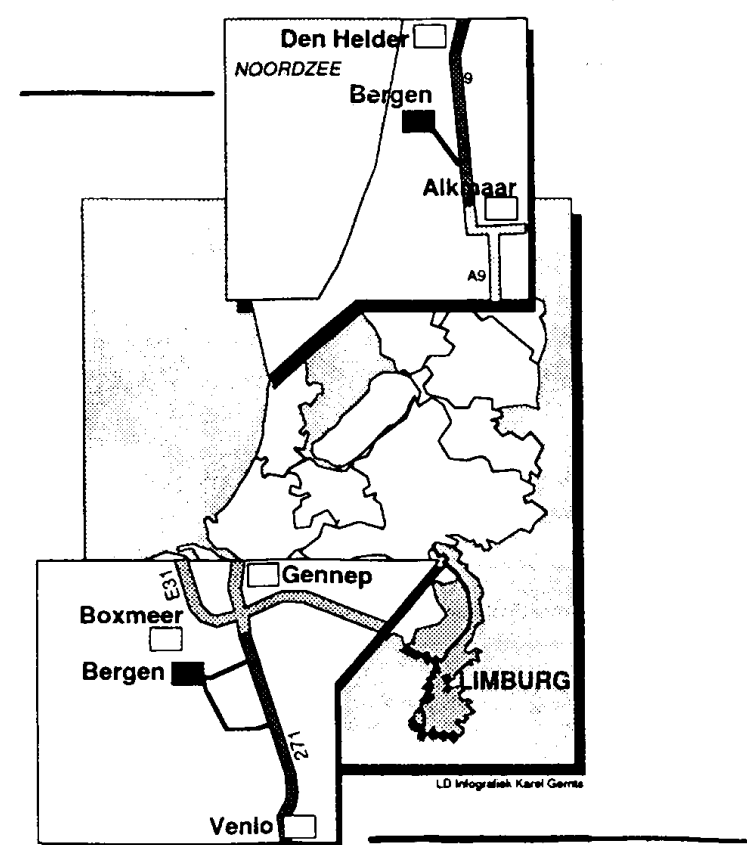 Den Helder
NOORDZEE
9
Bergen
Alkmaar
A9
E31
Gennep
Boxmeer
Bergen
LIMBURG
271
LD Infografiek Karel Gerrits
Venlo